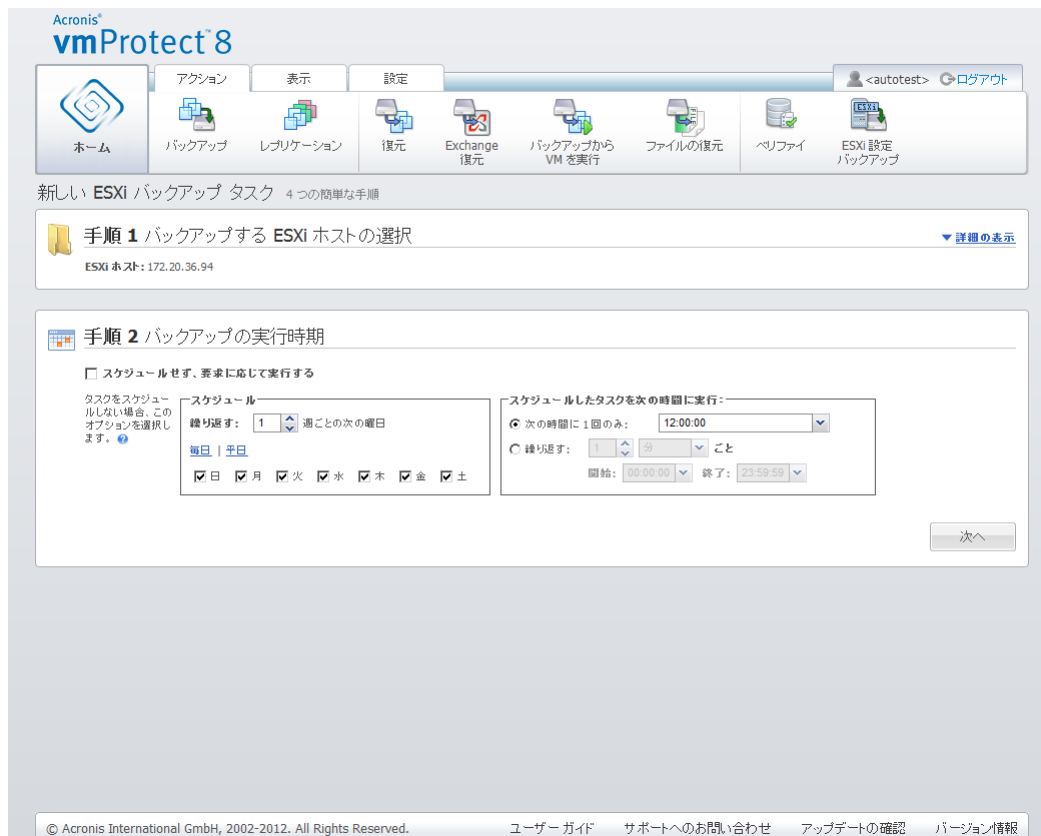 Acronis®
vmProtect™8
アクション
表示
設定
<autotest>
ログアウト
ホーム
バックアップ
レプリケーション
復元
Exchange
復元
バックアップから
VM を実行
ファイルの復元
ベリファイ
ESXi
ESXi 設定
バックアップ
新しい ESXi バックアップ タスク 4 つの簡単な手順
手順 1 バックアップする ESXi ホストの選択
詳細の表示
ESXi ホスト: 172.20.36.94
手順 2 バックアップの実行時期
スケジュールせず、要求に応じて実行する
タスクをスケジュー
ルしない場合、この
オプションを選択し
ます。
スケジュール
繰り返す: 1 週ごとの次の曜日
毎日 | 平日
日 月 火 水 木 金 土
スケジュールしたタスクを次の時間に実行:
次の時間に 1 回のみ: 12:00:00
繰り返す: 1 分 ごと
開始: 00:00:00 終了: 23:59:59
次へ
© Acronis International GmbH, 2002-2012. All Rights Reserved.
ユーザー ガイド
サポートへのお問い合わせ
アップデートの確認
バージョン情報